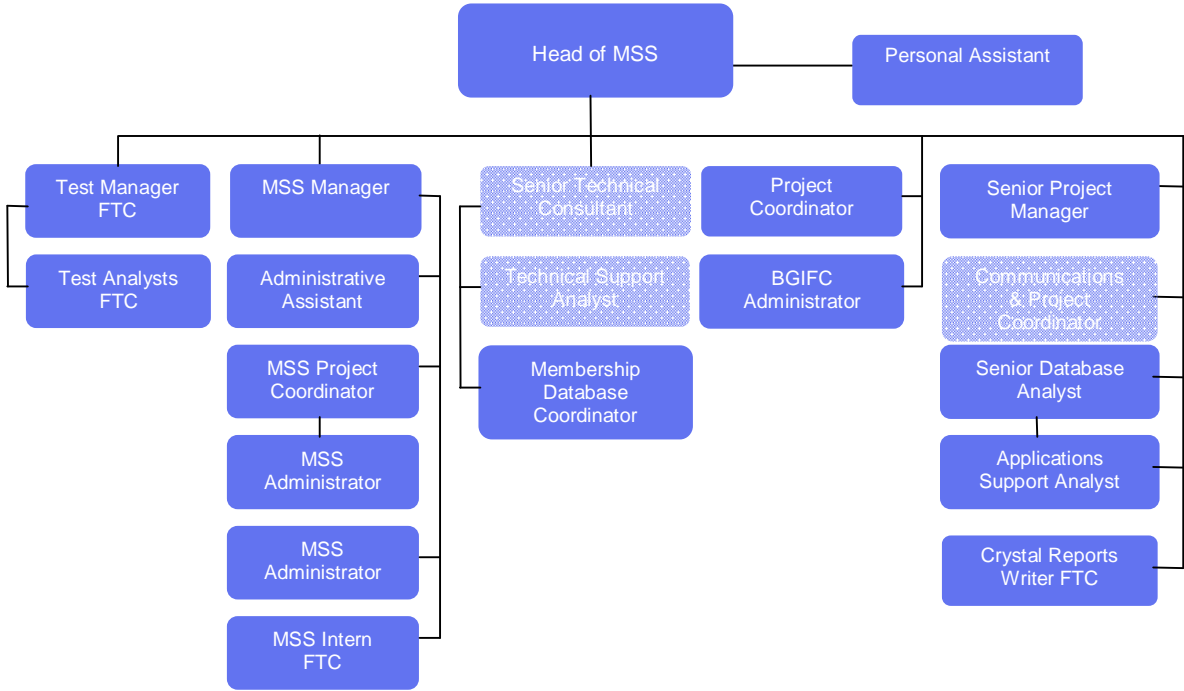 Head of MSS
Personal Assistant
Test Manager
FTC
MSS Manager
Senior Technical
Consultant
Project
Coordinator
Senior Project
Manager
Test Analysts
FTC
Administrative
Assistant
Technical Support
Analyst
BGIFC
Administrator
Communications
& Project
Coordinator
MSS Project
Coordinator
Membership
Database
Coordinator
Senior Database
Analyst
MSS
Administrator
Applications
Support Analyst
MSS
Administrator
Crystal Reports
Writer FTC
MSS Intern
FTC